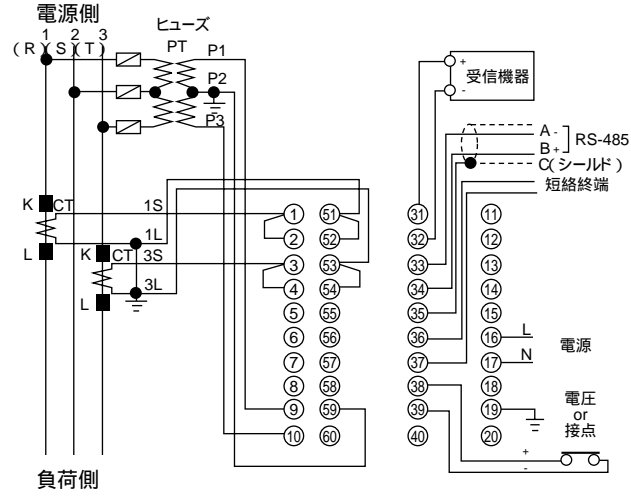 電源側
1 2 3
(R)(S)(T)
ヒューズ
PT
P1
P2
P3
K CT
L
K CT
L
1S
1L
3S
3L
負荷側
① 51
② 52
③ 53
④ 54
⑤ 55
⑥ 56
⑦ 57
⑧ 58
⑨ 59
⑩ 60
+
-
受信機器
A -
B +
RS-485
C(シールド)
短絡終端
㉛ ⑪
㉜ ⑫
㉝ ⑬
㉞ ⑭
㉟ ⑮
㊱ ⑯
㊲ ⑰
㊳ ⑱
㊴ ⑲
㊵ ⑳
L
N
電源
電圧
or
接点
+
-